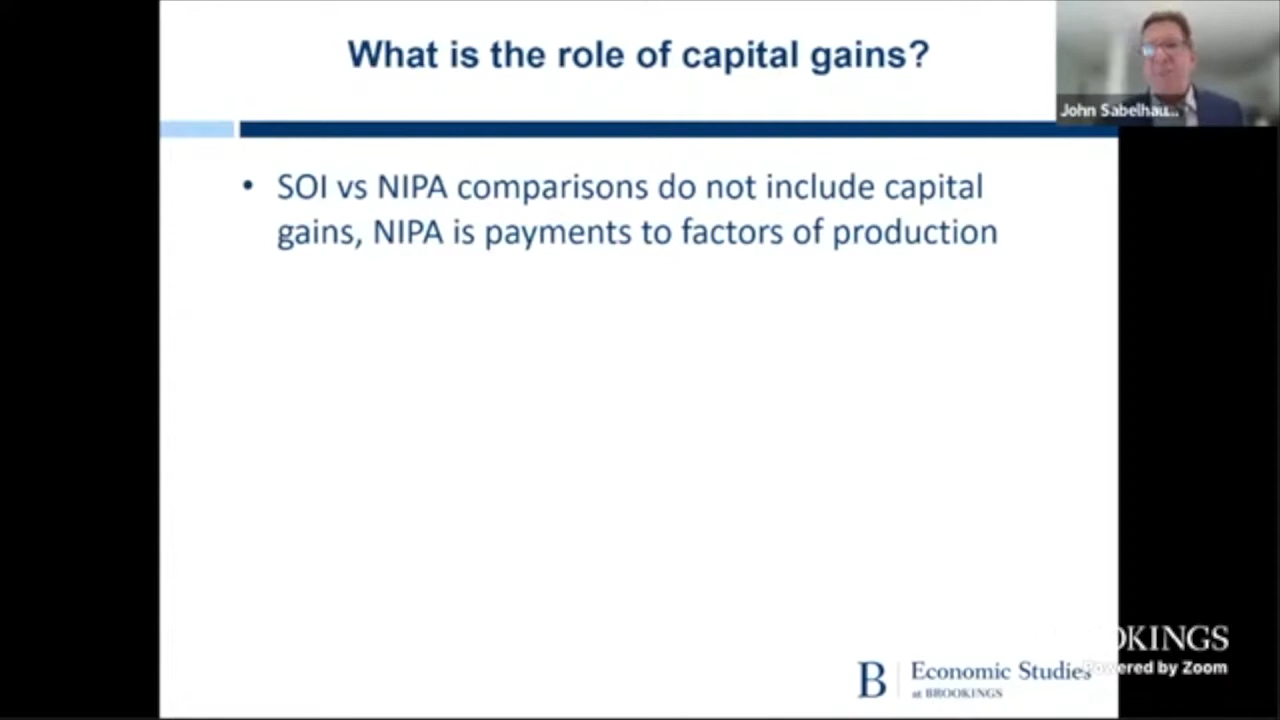 What is the role of capital gains?
John Sabelhau...
• SOI vs NIPA comparisons do not include capital
gains, NIPA is payments to factors of production
B
Economic Studies
at BROOKINGS
OKINGS
Powered by Zoom